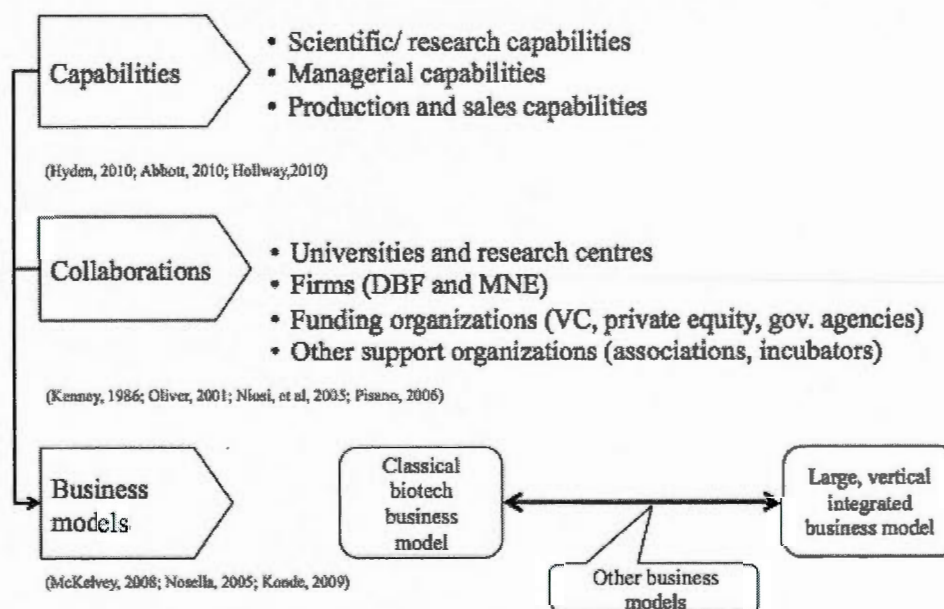 Capabilities
• Scientific/ research capabilities
• Managerial capabilities
• Production and sales capabilities
(Hyden, 2010; Abbott, 2010; Hollway,2010)
Collaborations
• Universities and research centres
• Firms (DBF and MNE)
• Funding organizations (VC, private equity, gov. agencies)
• Other support organizations (associations, incubators)
(Kenney, 1986; Oliver, 2001; Niosi, et al, 2005; Pisano, 2006)
Business
models
Classical
biotech
business
model
Large, vertical
integrated
business model
Other business
models
(McKelvey, 2008; Nosella, 2005; Konde, 2009)